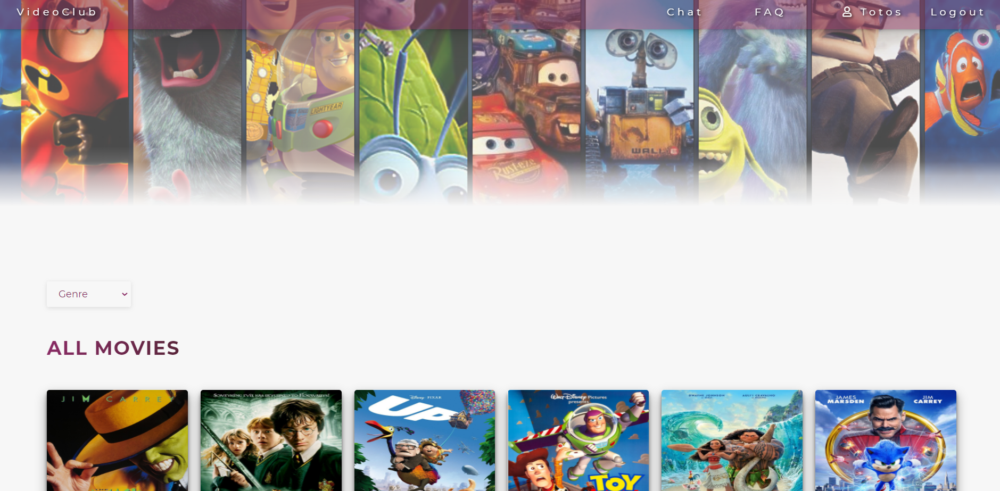 VideoClub
Chat
FAQ
Totos
Logout
i
LIGHTYEAR
Rust-eze
WALL E
Genre
ALL MOVIES
JIM CARREY
SOMETHING EVIL HAS RETURNED TO HOGWARTS!
Disney PIXAR
UP
Walt Disney Pictures
presents
TOY
DWAYNE JOHNSON
AULI'I CRAVALHO
JAMES
MARSDEN
JIM
CARREY